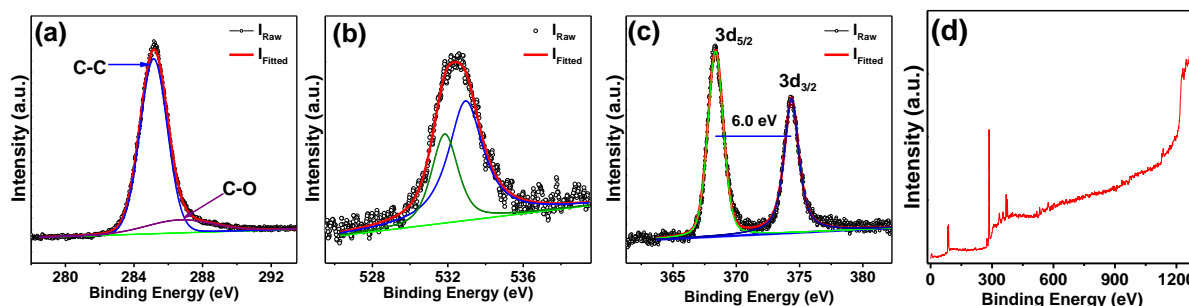 (a)
I_Raw
I_Fitted
C-C
C-O
Intensity (a.u.)
280 284 288 292
Binding Energy (eV)
(b)
I_Raw
I_Fitted
Intensity (a.u.)
528 532 536
Binding Energy (eV)
(c)
3d_5/2
I_Raw
I_Fitted
3d_3/2
6.0 eV
Intensity (a.u.)
365 370 375 380
Binding Energy (eV)
(d)
Intensity (a.u.)
0 300 600 900 1200
Binding Energy (eV)